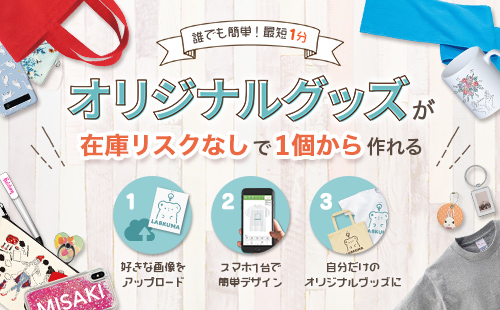 誰でも簡単！最短1分
オリジナルグッズが
在庫リスクなしで1個から作れる
1
LABKUMA
2
3
LABKUMA
好きな画像を
アップロード
スマホ1台で
簡単デザイン
自分だけの
オリジナルグッズに
MISAKI